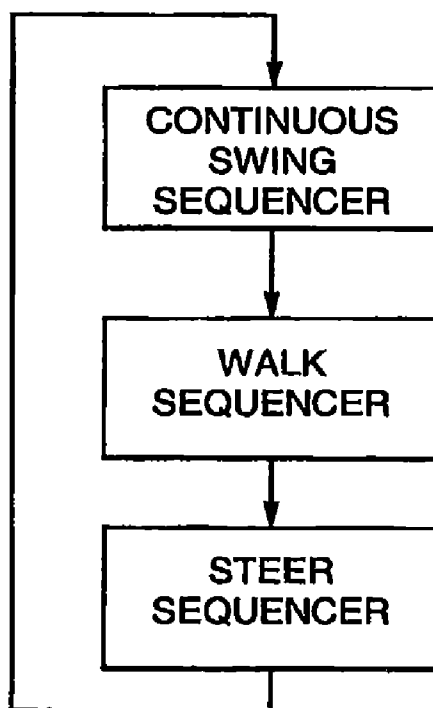 CONTINUOUS
SWING
SEQUENCER
WALK
SEQUENCER
STEER
SEQUENCER